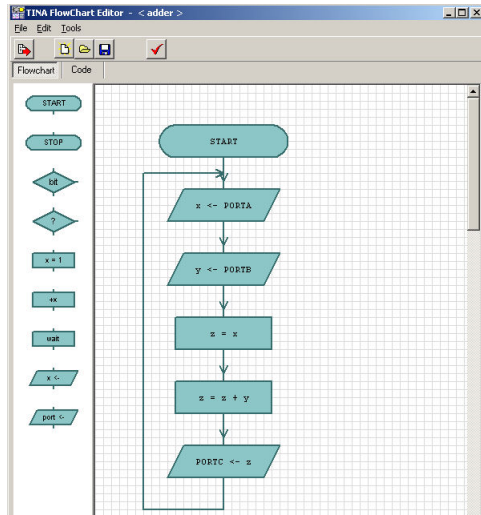 TINA FlowChart Editor - < adder >
File Edit Tools
Flowchart Code
START
STOP
bit
?
x = 1
+x
wait
x <-
port <-
START
x <- PORTA
y <- PORTB
z = x
z = z + y
PORTC <- z